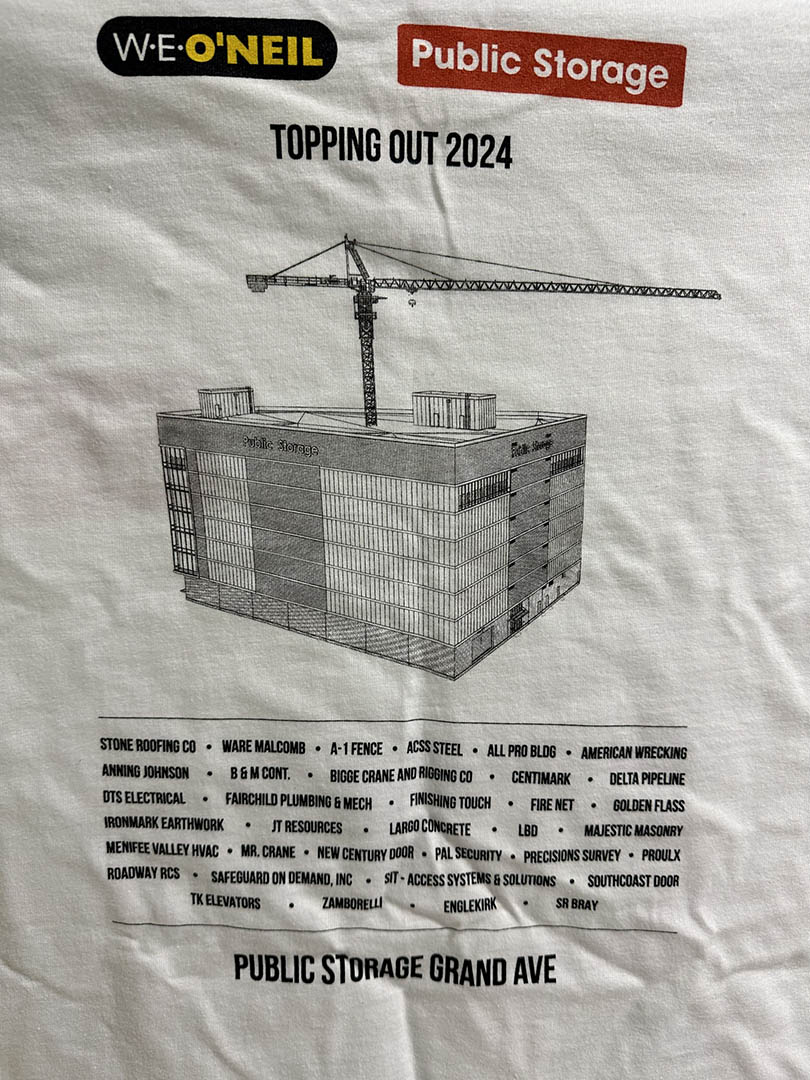 W·E·O'NEIL
Public Storage
TOPPING OUT 2024
Public Storage
Public Storage
STONE ROOFING CO • WARE MALCOMB • A-1 FENCE • ACSS STEEL • ALL PRO BLDG • AMERICAN WRECKING
ANNING JOHNSON • B & M CONT. • BIGGE CRANE AND RIGGING CO • CENTIMARK • DELTA PIPELINE
DTS ELECTRICAL • FAIRCHILD PLUMBING & MECH • FINISHING TOUCH • FIRE NET • GOLDEN FLASS
IRONMARK EARTHWORK • JT RESOURCES • LARGO CONCRETE • LBD • MAJESTIC MASONRY
MENIFEE VALLEY HVAC • MR. CRANE • NEW CENTURY DOOR • PAL SECURITY • PRECISIONS SURVEY • PROULX
ROADWAY RCS • SAFEGUARD ON DEMAND, INC • SIT - ACCESS SYSTEMS & SOLUTIONS • SOUTHCOAST DOOR
TK ELEVATORS • ZAMBORELLI • ENGLEKIRK • SR BRAY
PUBLIC STORAGE GRAND AVE